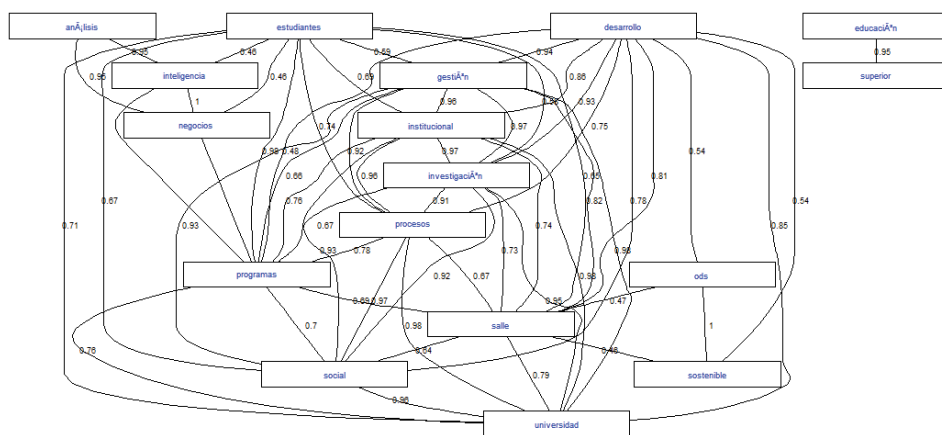 anÃ¡lisis estudiantes desarrollo educaciÃ³n
0.95 0.46 0.59 0.94 0.95
inteligencia gestiÃ³n superior
0.95 0.46 0.69 0.86
1 0.96 0.93
negocios institucional
0.74 0.97 0.75
0.98 0.48 0.92 0.97 0.54
investigaciÃ³n
0.66 0.96 0.65 0.81
0.76 0.91 0.82 0.78 0.54
procesos
0.71 0.67 0.93 0.67 0.74 0.85
0.93 0.78 0.73 0.98
programas 0.92 0.67 0.98 ods
0.69 0.97 0.95 0.47
salle
0.7 0.98 1
0.76 0.64 0.48
social 0.79 sostenible
0.96
universidad